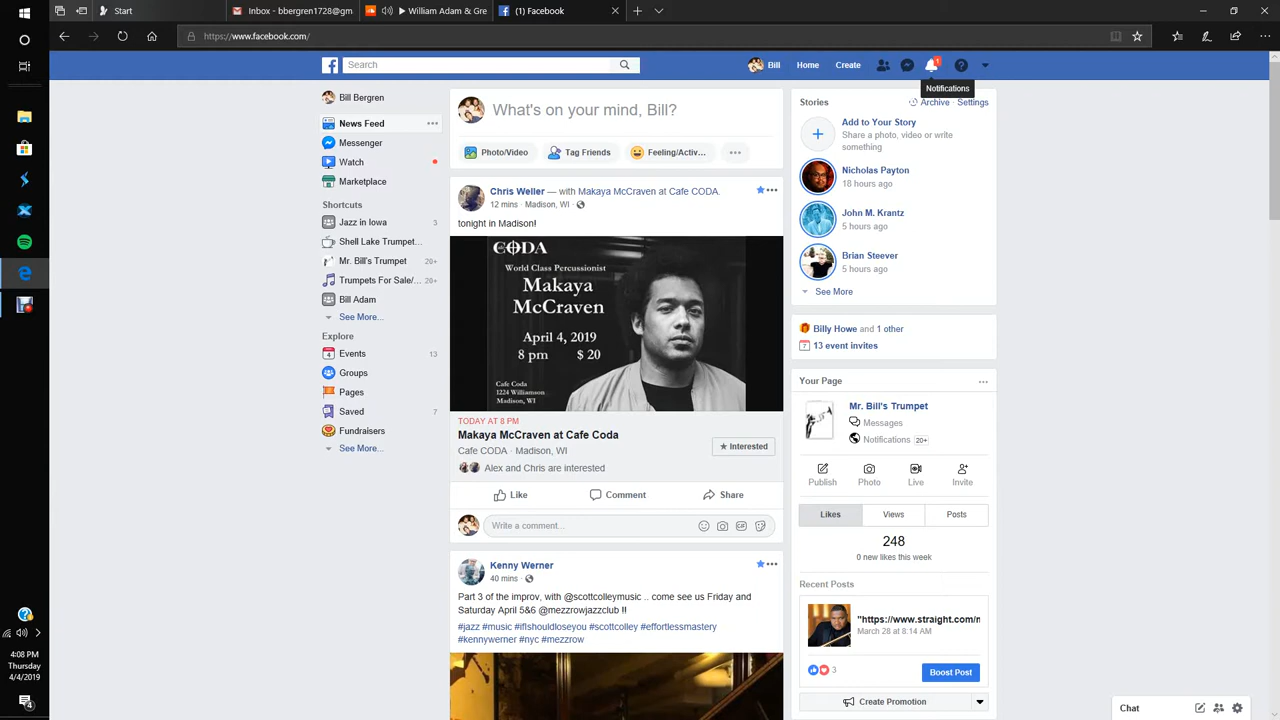 Start
Inbox - bbergren1728@gm
William Adam & Gre
(1) Facebook
https://www.facebook.com/
Search
Bill
Home
Create
1
Notifications
Bill Bergren
News Feed
Messenger
Watch
Marketplace
Shortcuts
Jazz in Iowa 3
Shell Lake Trumpet...
Mr. Bill's Trumpet 20+
Trumpets For Sale/... 20+
Bill Adam
See More...
Explore
Events 13
Groups
Pages
Saved 7
Fundraisers
See More...
What's on your mind, Bill?
Photo/Video
Tag Friends
Feeling/Activ...
Chris Weller — with Makaya McCraven at Cafe CODA.
12 mins · Madison, WI ·
tonight in Madison!
CODA
World Class Percussionist
Makaya
McCraven
April 4, 2019
8 pm $ 20
Cafe Coda
1224 Williamson
Madison, WI
TODAY AT 8 PM
Makaya McCraven at Cafe Coda
Cafe CODA · Madison, WI
Interested
Alex and Chris are interested
Like
Comment
Share
Write a comment...
GIF
Kenny Werner
40 mins ·
Part 3 of the improv, with @scottcolleymusic .. come see us Friday and
Saturday April 5&6 @mezzrowjazzclub !!
#jazz #music #ifIshouldloseyou #scottcolley #effortlessmastery
#kennywerner #nyc #mezzrow
Stories
Archive · Settings
Add to Your Story
Share a photo, video or write
something
Nicholas Payton
18 hours ago
John M. Krantz
5 hours ago
Brian Steever
5 hours ago
See More
Billy Howe and 1 other
13 event invites
Your Page
Mr. Bill's Trumpet
Messages
Notifications 20+
Publish
Photo
Live
Invite
Likes
Views
Posts
248
0 new likes this week
Recent Posts
"https://www.straight.com/n
March 28 at 8:14 AM
3
Boost Post
Create Promotion
Chat
4:08 PM
Thursday
4/4/2019